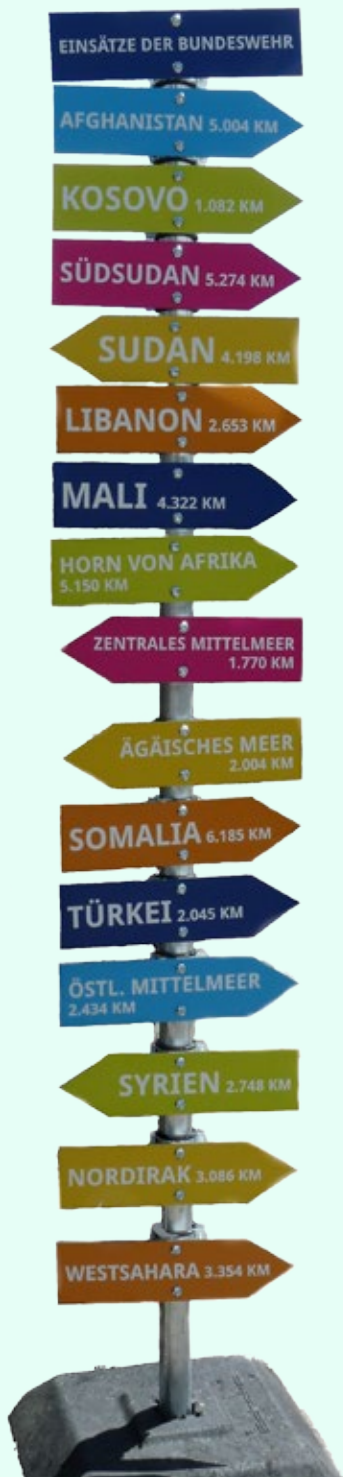 EINSÄTZE DER BUNDESWEHR
AFGHANISTAN 5.004 KM
KOSOVO 1.082 KM
SÜDSUDAN 5.274 KM
SUDAN 4.198 KM
LIBANON 2.653 KM
MALI 4.322 KM
HORN VON AFRIKA
5.150 KM
ZENTRALES MITTELMEER
1.770 KM
ÄGÄISCHES MEER
2.004 KM
SOMALIA 6.185 KM
TÜRKEI 2.045 KM
ÖSTL. MITTELMEER
2.434 KM
SYRIEN 2.748 KM
NORDIRAK 3.086 KM
WESTSAHARA 3.354 KM